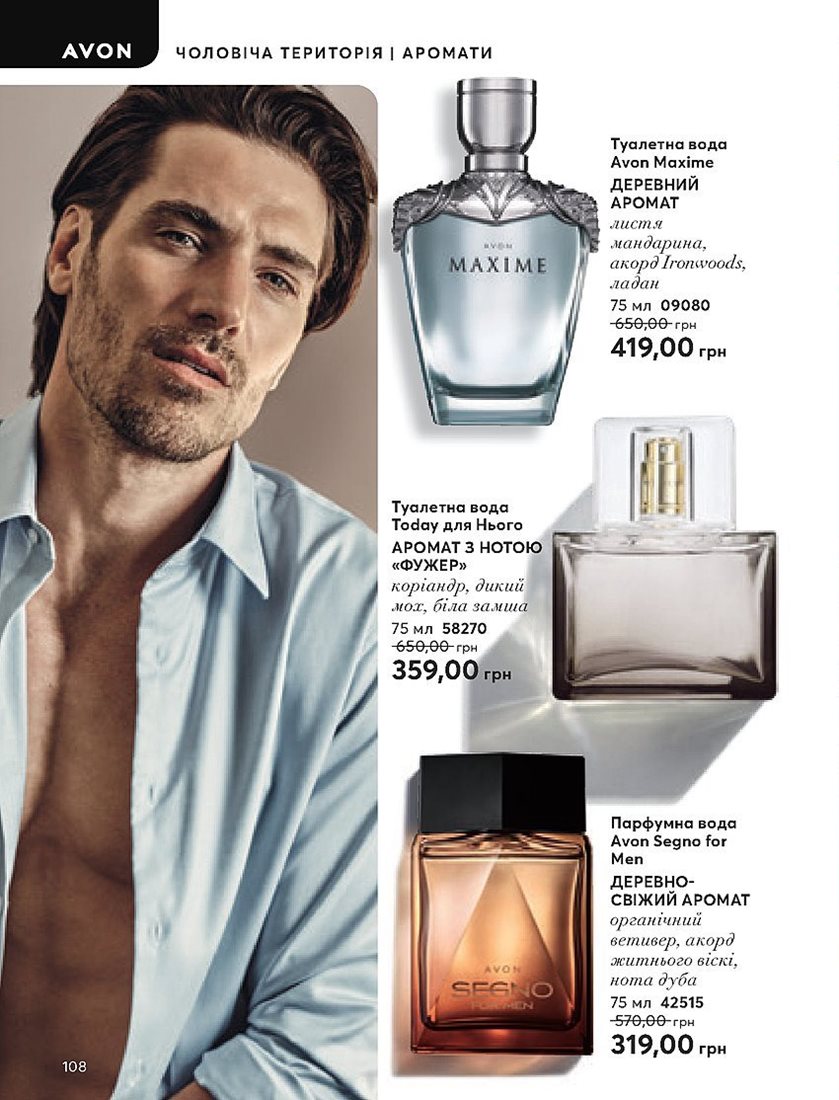 AVON
ЧОЛОВІЧА ТЕРИТОРІЯ | АРОМАТИ
AVON
MAXIME
Туалетна вода
Avon Maxime
ДЕРЕВНИЙ
АРОМАТ
листя
мандарина,
акорд Ironwoods,
ладан
75 мл 09080
650,00 грн
419,00 грн
Туалетна вода
Today для Нього
АРОМАТ З НОТОЮ
«ФУЖЕР»
коріандр, дикий
мох, біла замша
75 мл 58270
650,00 грн
359,00 грн
AVON
SEGNO
FOR MEN
Парфумна вода
Avon Segno for
Men
ДЕРЕВНО-
СВІЖИЙ АРОМАТ
органічний
ветивер, акорд
житнього віскі,
нота дуба
75 мл 42515
570,00 грн
319,00 грн
108